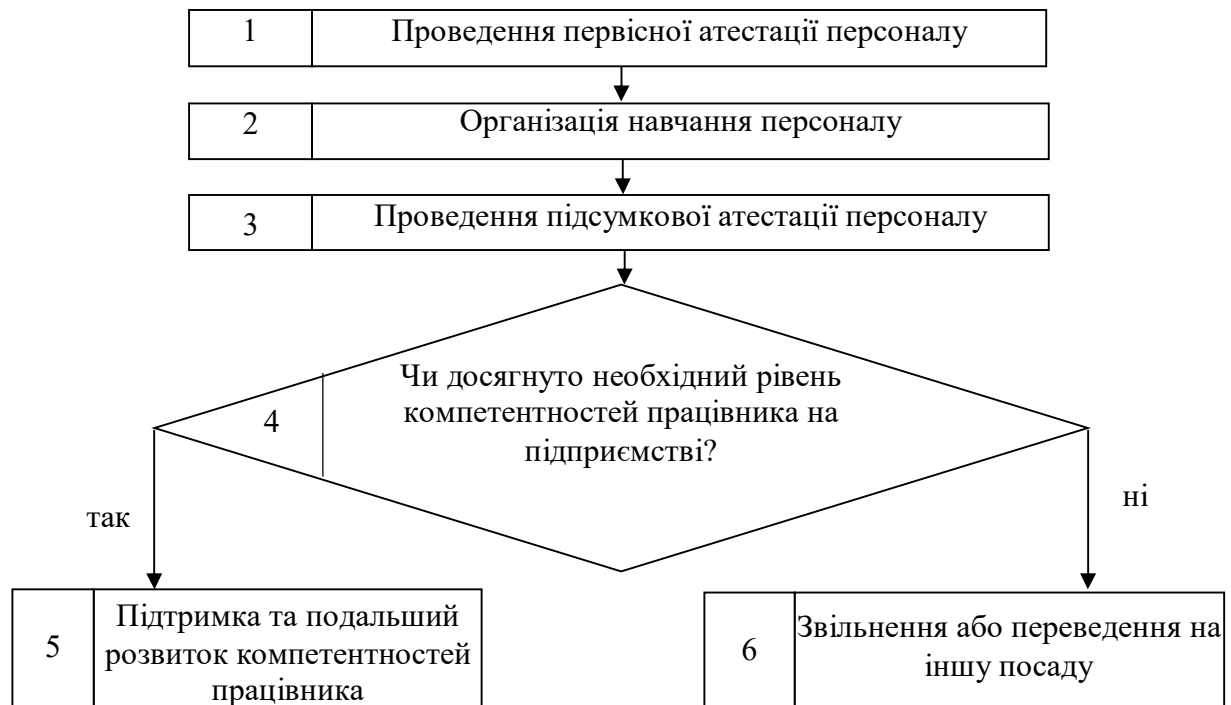 1 Проведення первісної атестації персоналу
2 Організація навчання персоналу
3 Проведення підсумкової атестації персоналу
4
Чи досягнуто необхідний рівень
компетентностей працівника на
підприємстві?
так
ні
5
Підтримка та подальший
розвиток компетентностей
працівника
6
Звільнення або переведення на
іншу посаду